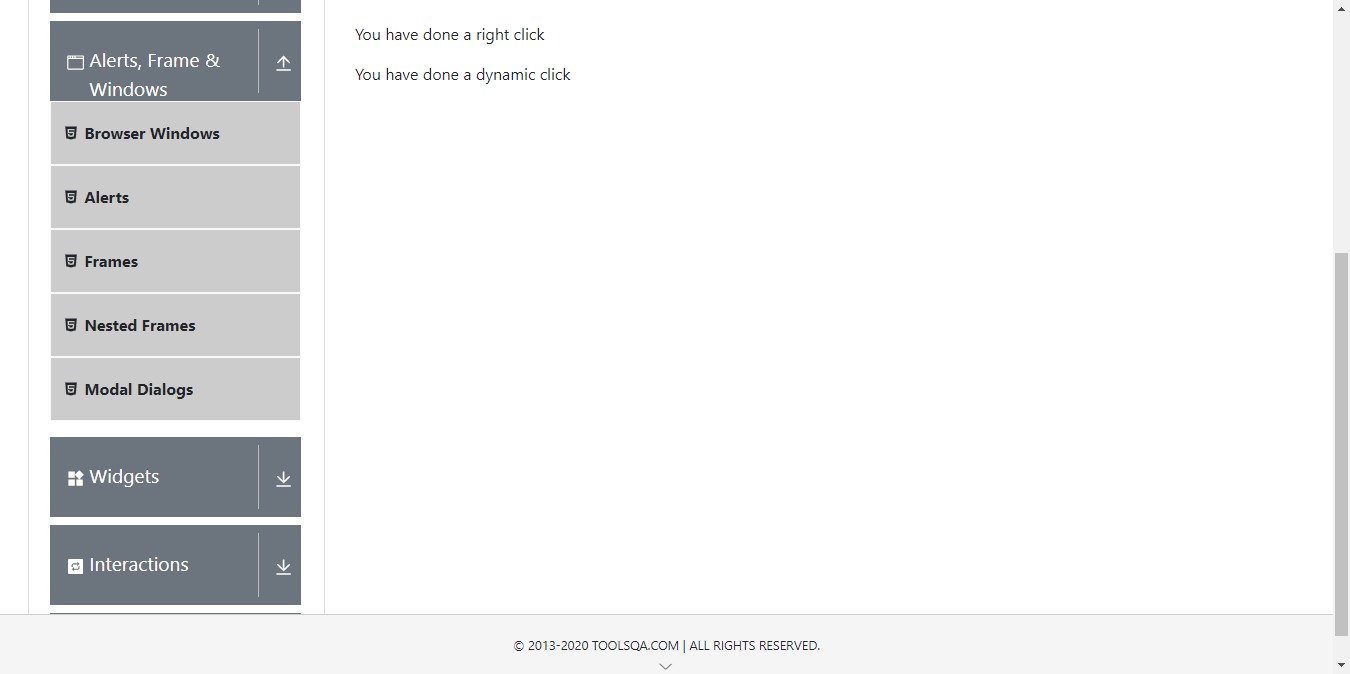 You have done a right click
You have done a dynamic click
Alerts, Frame &
Windows
Browser Windows
Alerts
Frames
Nested Frames
Modal Dialogs
Widgets
Interactions
© 2013-2020 TOOLSQA.COM | ALL RIGHTS RESERVED.